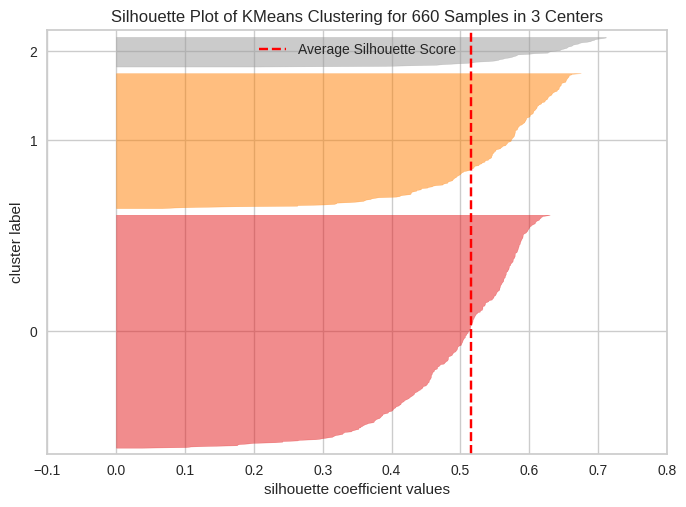 Silhouette Plot of KMeans Clustering for 660 Samples in 3 Centers
Average Silhouette Score
cluster label
2
1
0
−0.1 0.0 0.1 0.2 0.3 0.4 0.5 0.6 0.7 0.8
silhouette coefficient values